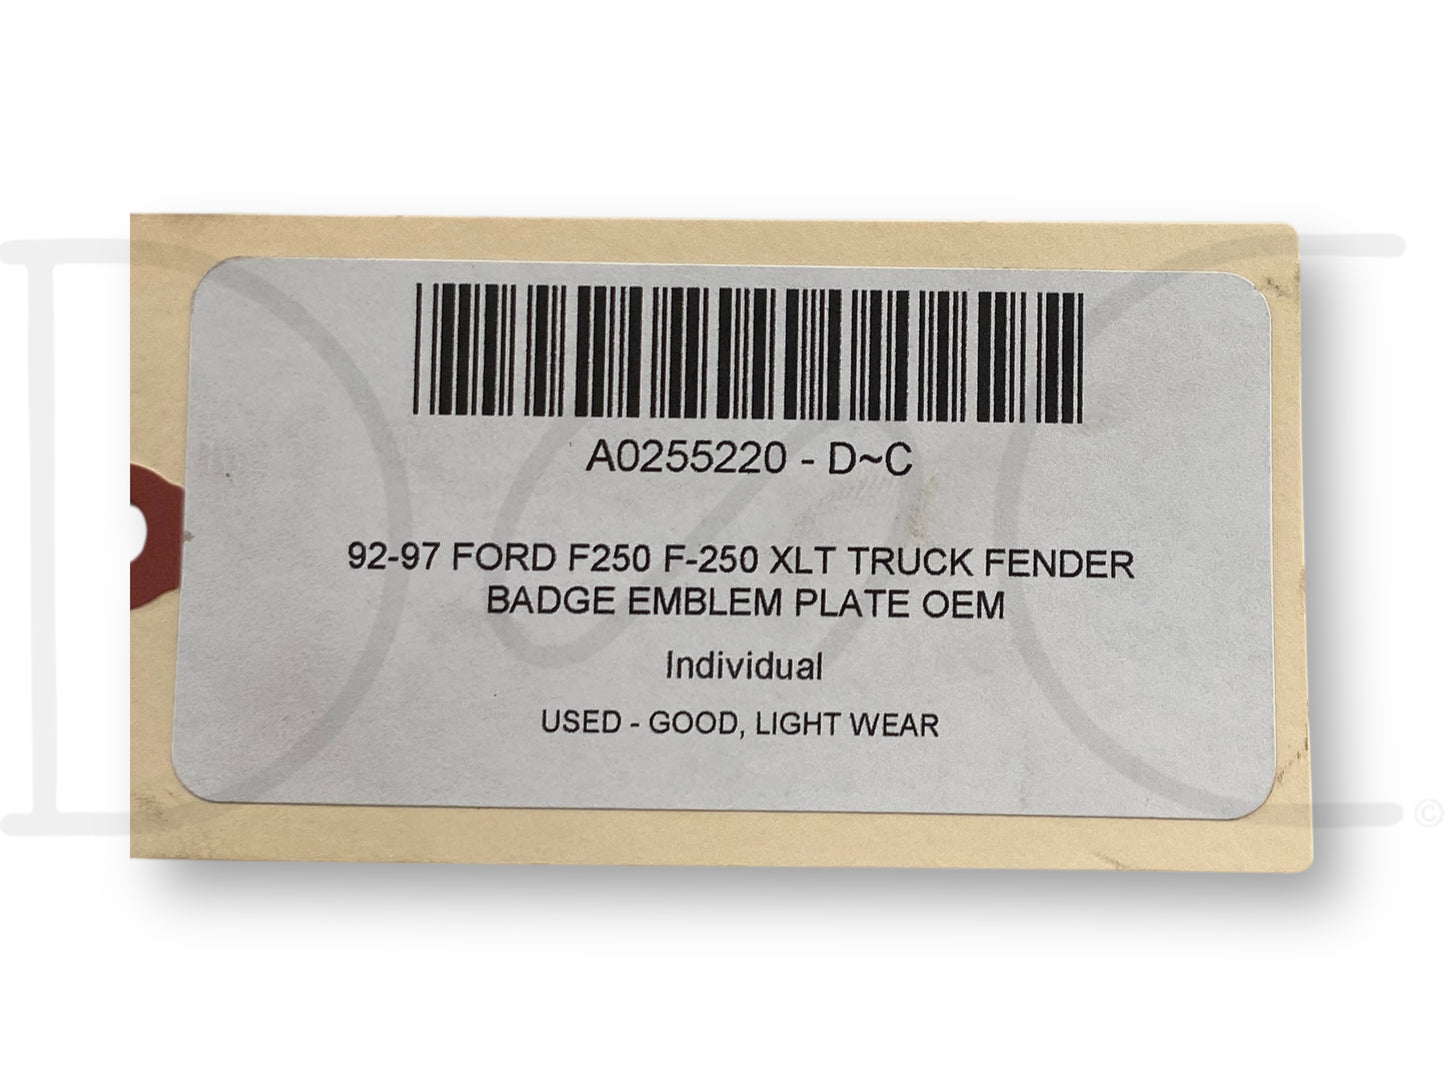 A0255220 - D~C
92-97 FORD F250 F-250 XLT TRUCK FENDER
BADGE EMBLEM PLATE OEM
Individual
USED - GOOD, LIGHT WEAR
©